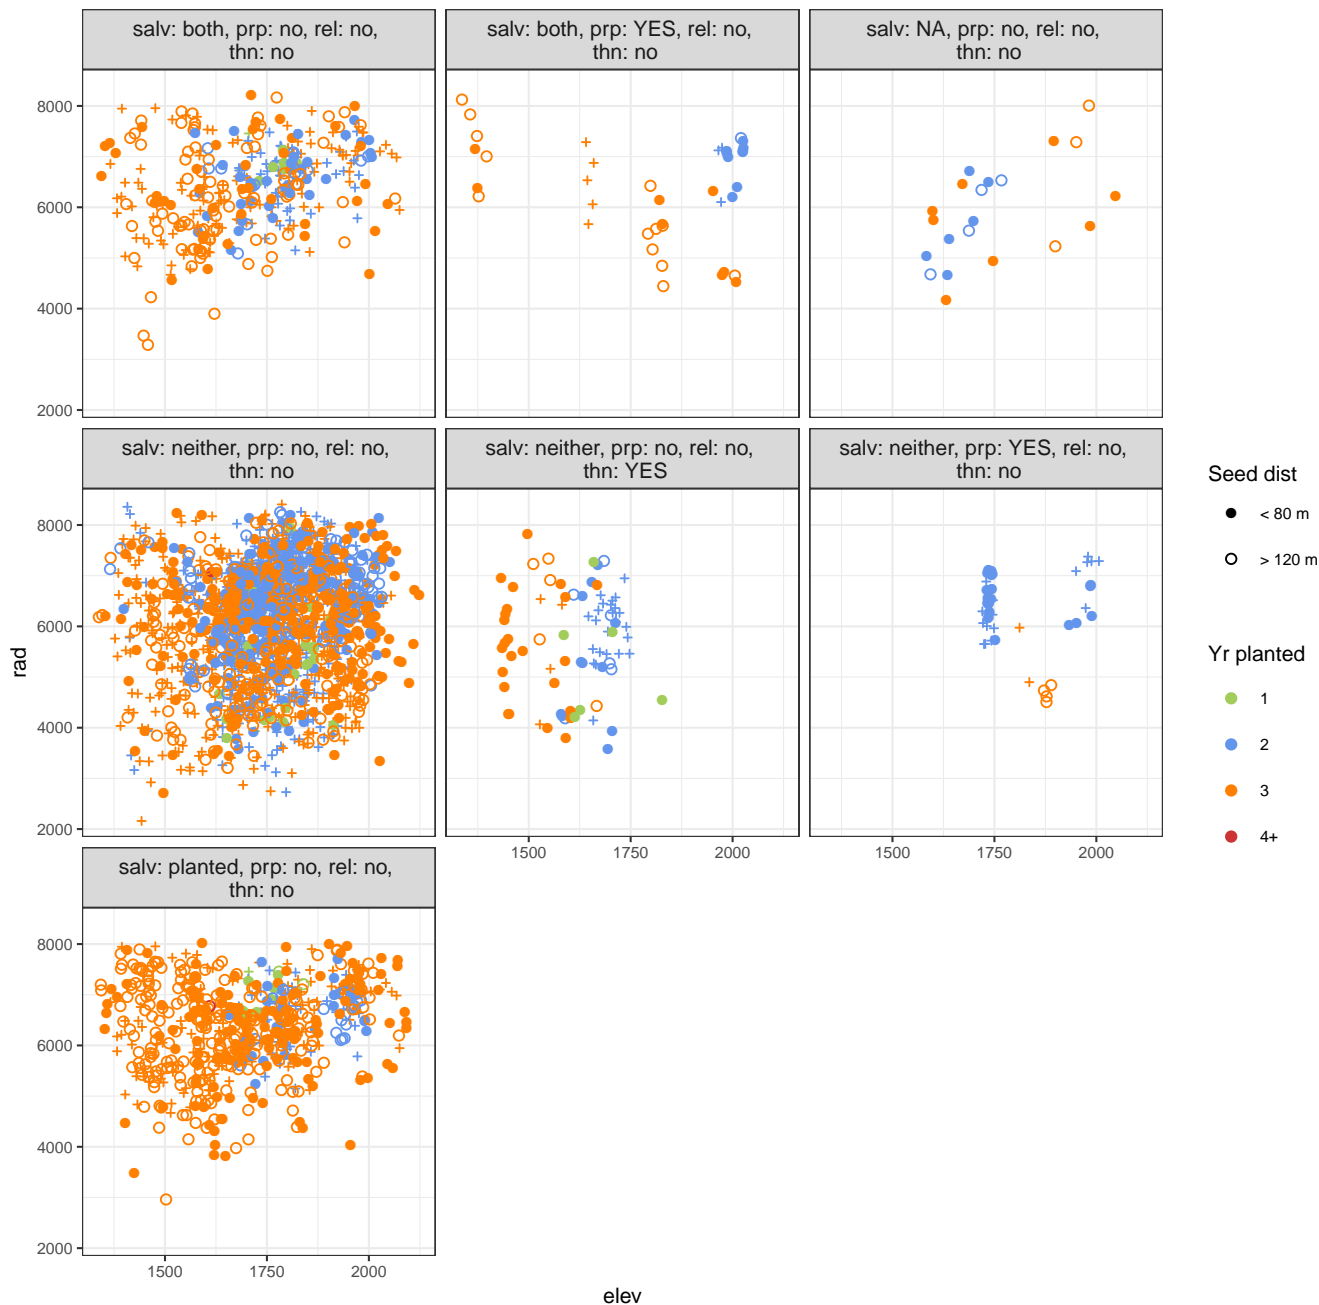 salv: both, prp: no, rel: no,
thn: no
salv: both, prp: YES, rel: no,
thn: no
salv: NA, prp: no, rel: no,
thn: no
8000
6000
4000
2000
salv: neither, prp: no, rel: no,
thn: no
salv: neither, prp: no, rel: no,
thn: YES
salv: neither, prp: YES, rel: no,
thn: no
8000
6000
4000
2000
1500
1750
2000
1500
1750
2000
salv: planted, prp: no, rel: no,
thn: no
8000
6000
4000
2000
1500
1750
2000
rad
elev
Seed dist
< 80 m
> 120 m
Yr planted
1
2
3
4+